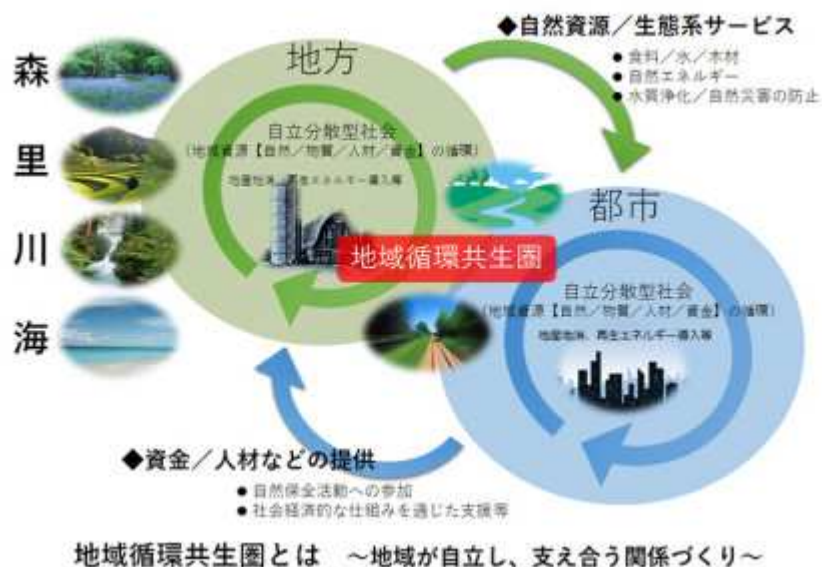 ◆自然資源／生態系サービス
● 食料／水／木材
● 自然エネルギー
● 水質浄化／自然災害の防止
森
里
川
海
地方
自立分散型社会
(地域資源【自然／物質／人材／資金】の循環)
地産地消、再生エネルギー導入等
地域循環共生圏
都市
自立分散型社会
(地域資源【自然／物質／人材／資金】の循環)
地産地消、再生エネルギー導入等
◆資金／人材などの提供
● 自然保全活動への参加
● 社会経済的な仕組みを通じた支援等
地域循環共生圏とは ～地域が自立し、支え合う関係づくり～